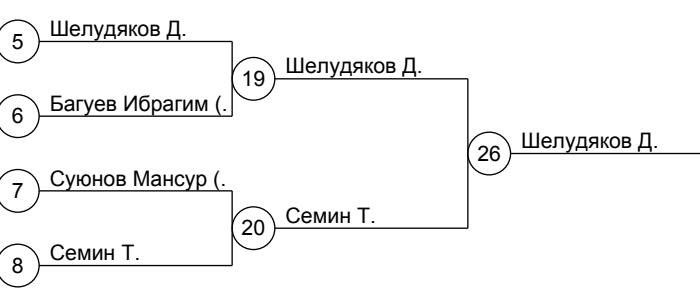 5 Шелудяков Д.
19 Шелудяков Д.
6 Багуев Ибрагим (.
26 Шелудяков Д.
7 Суюнов Мансур (.
20 Семин Т.
8 Семин Т.